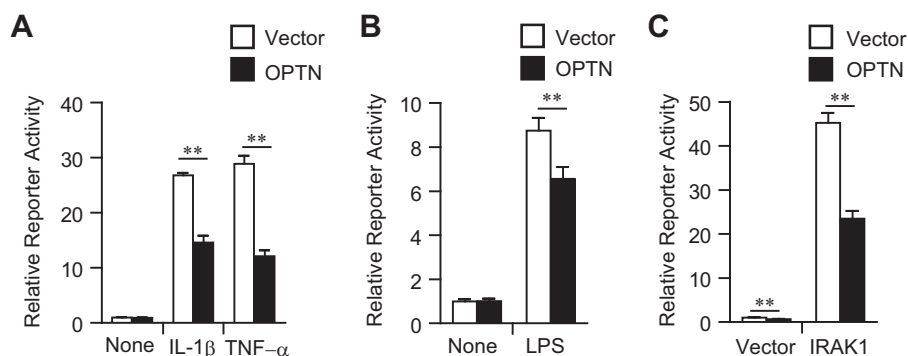 A
Vector
OPTN
Relative Reporter Activity
40
30
20
10
0
**
**
None IL-1β TNF–α
B
Vector
OPTN
Relative Reporter Activity
10
8
6
4
2
0
**
None LPS
C
Vector
OPTN
Relative Reporter Activity
50
40
30
20
10
0
**
**
Vector IRAK1